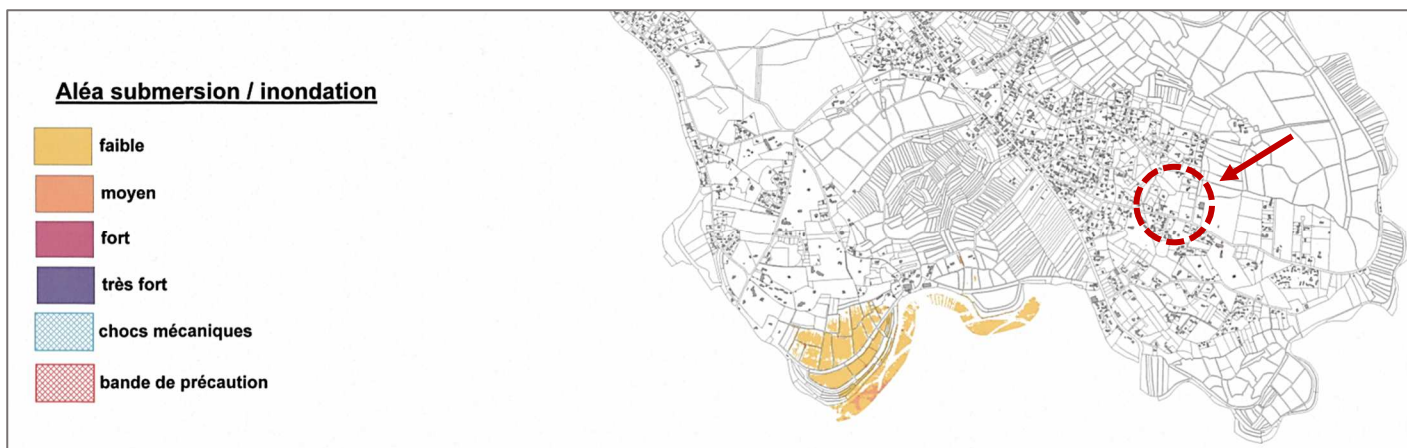 Aléa submersion / inondation
faible
moyen
fort
très fort
chocs mécaniques
bande de précaution